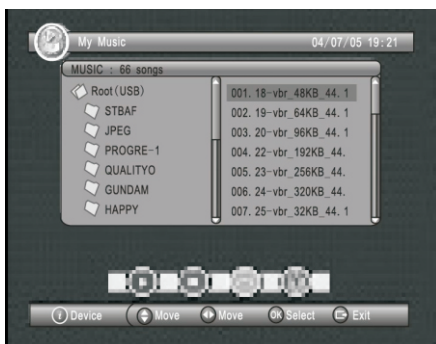 My Music 04/07/05 19:21
MUSIC : 66 songs
Root(USB)
STBAF
JPEG
PROGRE-1
QUALITYO
GUNDAM
HAPPY
001. 18-vbr_48KB_44. 1
002. 19-vbr_64KB_44. 1
003. 20-vbr_96KB_44. 1
004. 22-vbr_192KB_44.
005. 23-vbr_256KB_44.
006. 24-vbr_320KB_44.
007. 25-vbr_32KB_44. 1
i Device Move Move OK Select Exit